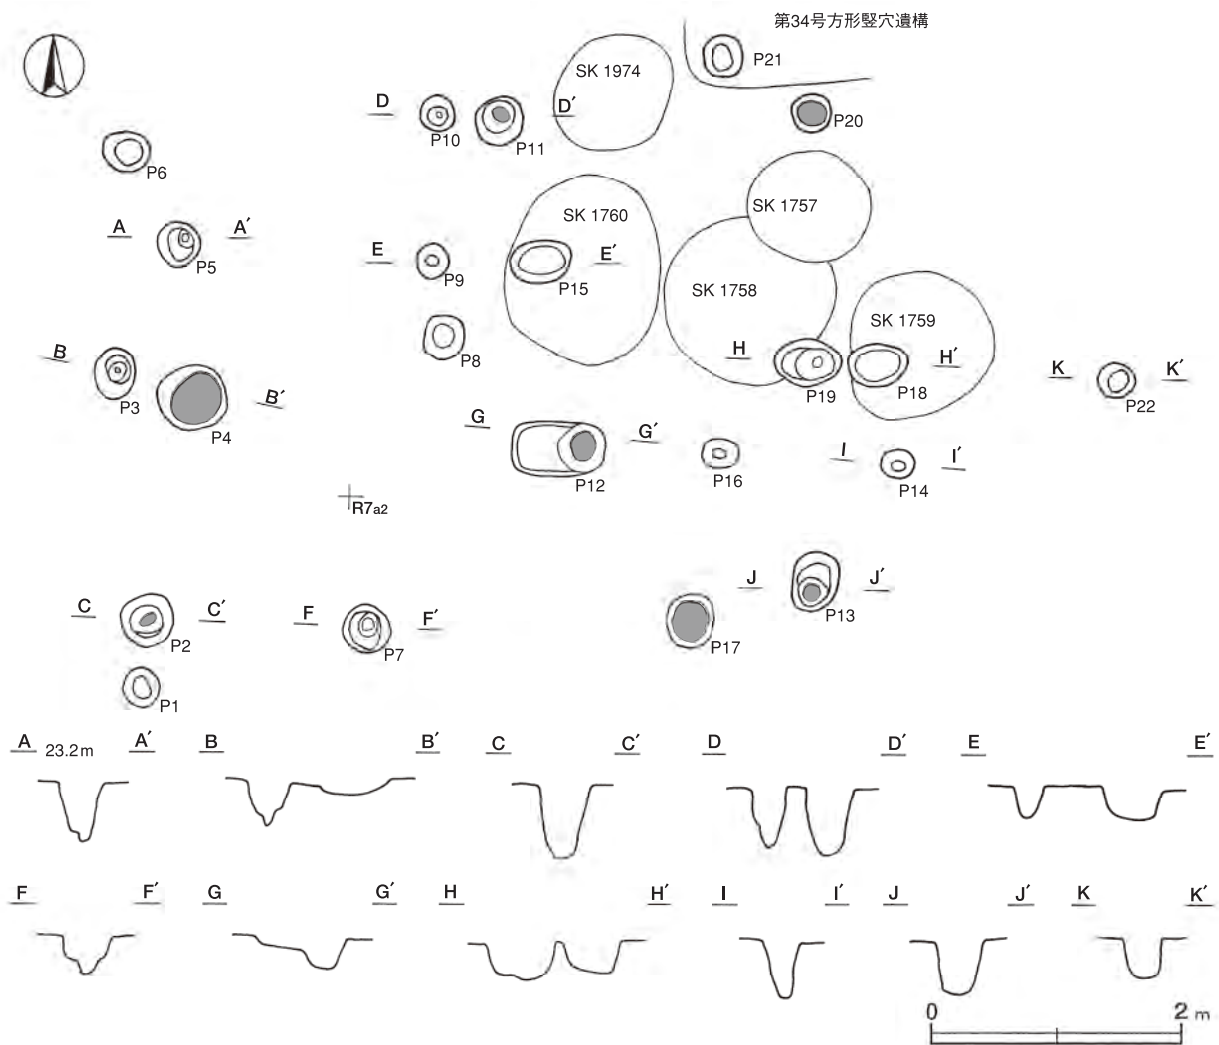 第34号方形竪穴遺構
P21
SK 1974
D
D′
P10
P11
P20
P6
SK 1757
SK 1760
A
A′
P5
E
E′
P9
P15
SK 1758
SK 1759
P8
B
P3
P4
B′
H
H′
P19
P18
K
K′
P22
G
G′
P12
P16
I
I′
P14
R7a2
C
C′
P2
F
F′
P7
J
J′
P13
P17
P1
A 23.2m A′ B B′ C C′ D D′ E E′
F F′ G G′ H H′ I I′ J J′ K K′
0 2 m